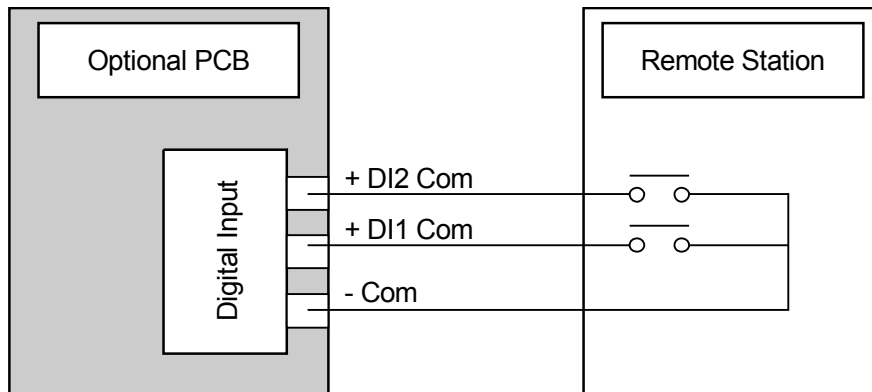 Optional PCB
Remote Station
Digital Input
+ DI2 Com
+ DI1 Com
- Com